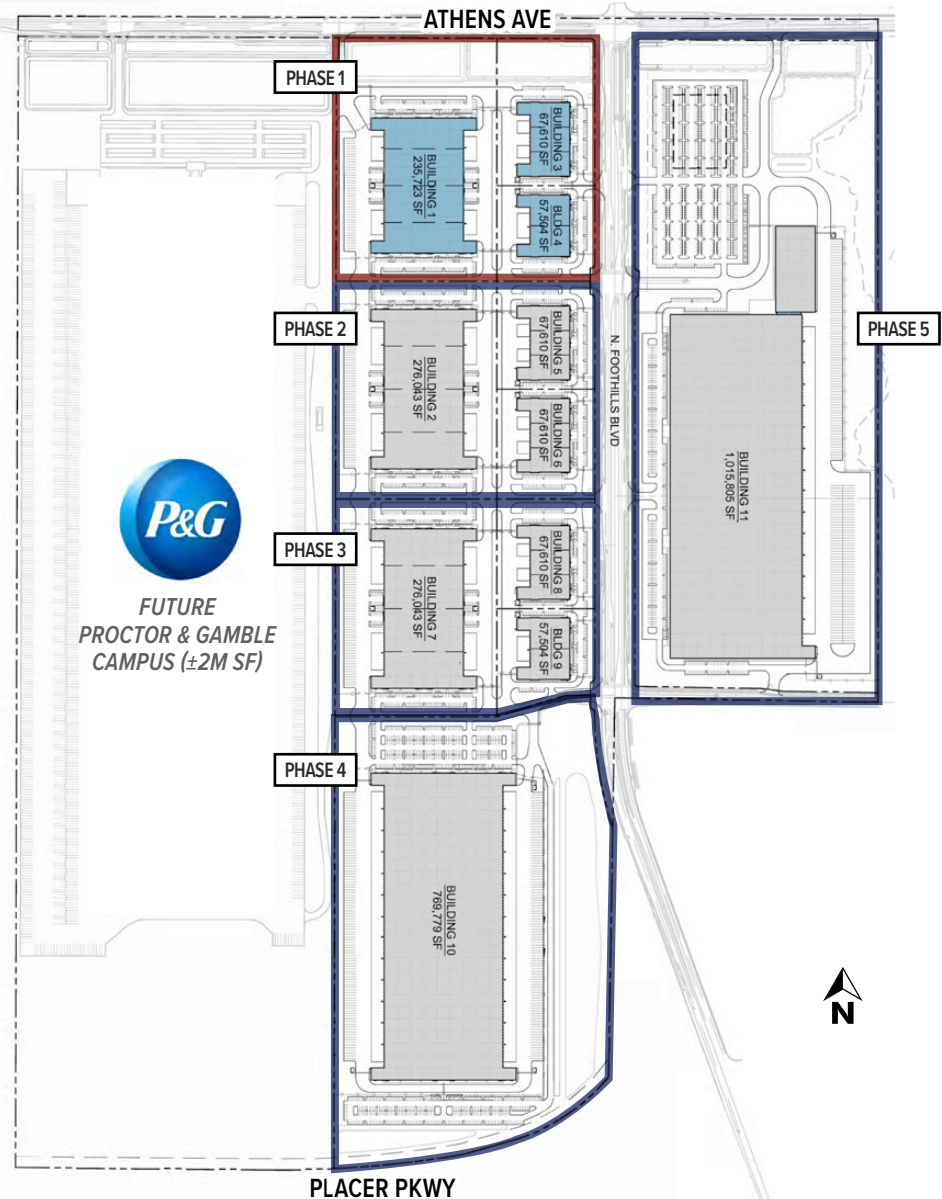 ATHENS AVE
PHASE 1
BUILDING 1
235,723 SF
BUILDING 3
67,610 SF
BLDG 4
57,504 SF
PHASE 2
BUILDING 2
276,043 SF
BUILDING 5
67,610 SF
BUILDING 6
67,610 SF
N. FOOTHILLS BLVD
PHASE 5
BUILDING 11
1,015,805 SF
P&G
FUTURE
PROCTOR & GAMBLE
CAMPUS (±2M SF)
PHASE 3
BUILDING 7
276,043 SF
BUILDING 8
67,610 SF
BLDG 9
57,504 SF
PHASE 4
BUILDING 10
769,779 SF
N
PLACER PKWY